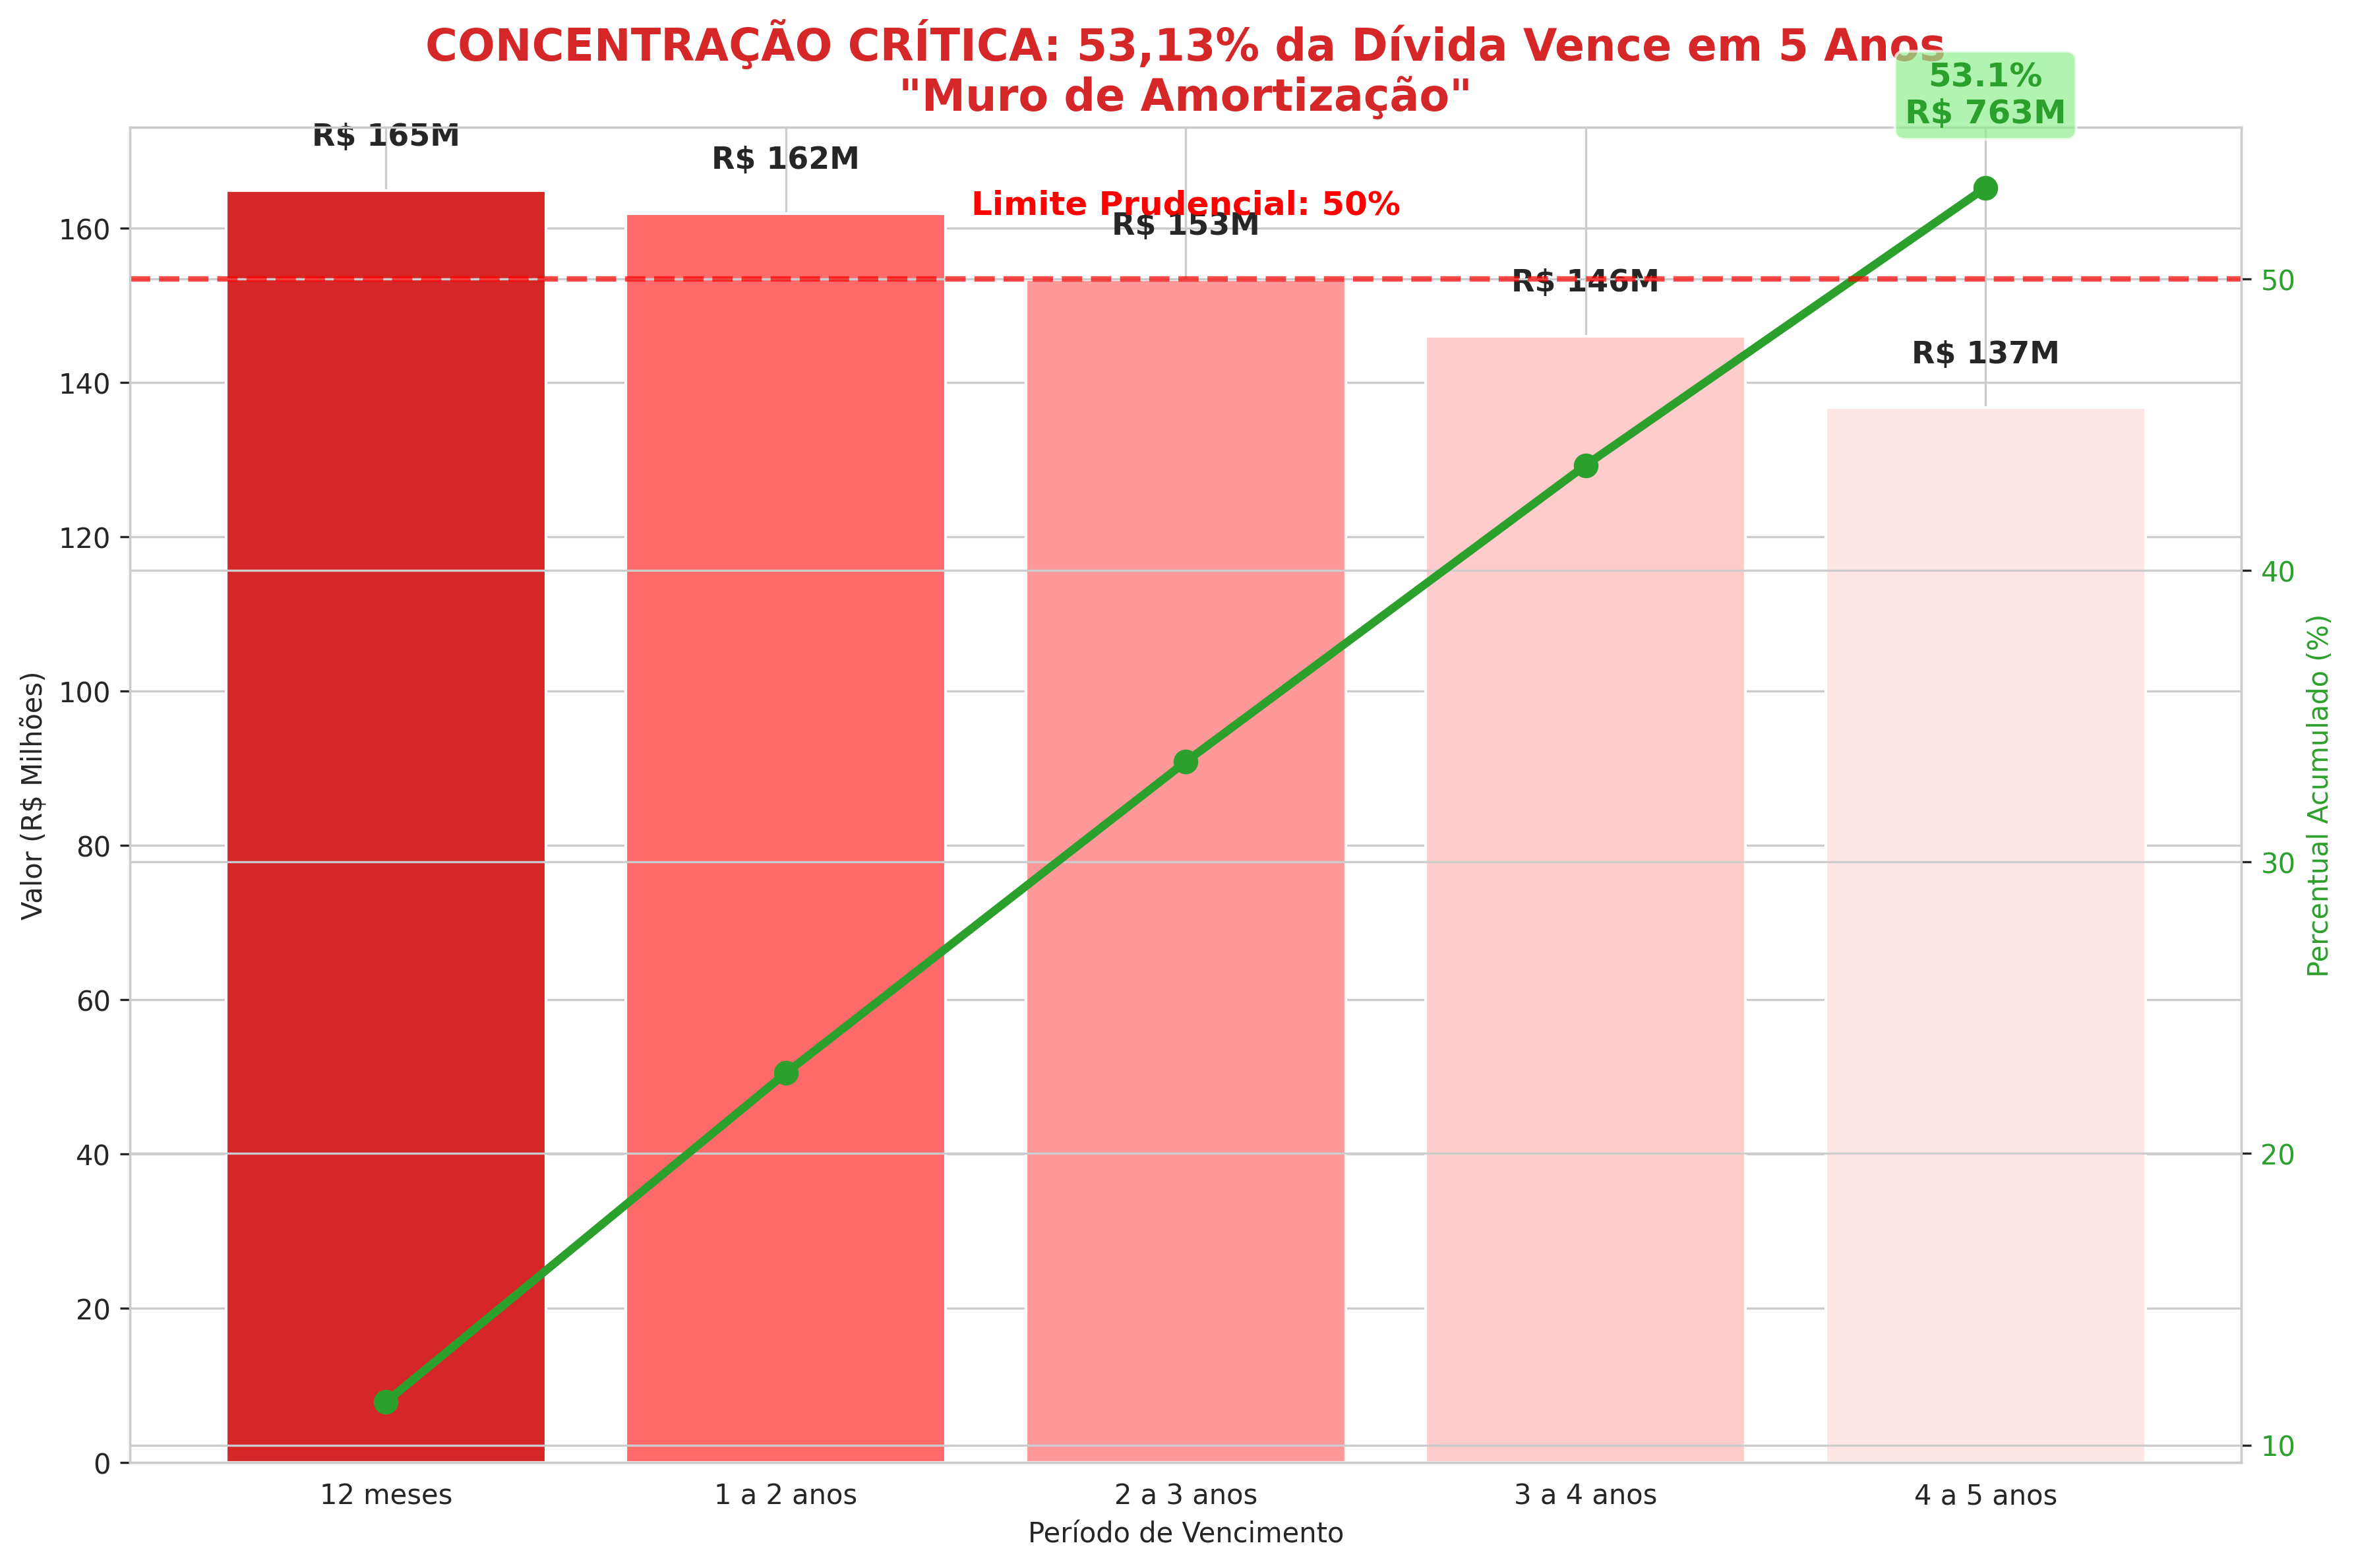 CONCENTRAÇÃO CRÍTICA: 53,13% da Dívida Vence em 5 Anos
"Muro de Amortização"
53.1%
R$ 763M
R$ 165M
R$ 162M
Limite Prudencial: 50%
R$ 153M
R$ 146M
R$ 137M
160
140
120
100
80
60
40
20
0
Valor (R$ Milhões)
50
40
30
20
10
Percentual Acumulado (%)
12 meses
1 a 2 anos
2 a 3 anos
3 a 4 anos
4 a 5 anos
Período de Vencimento